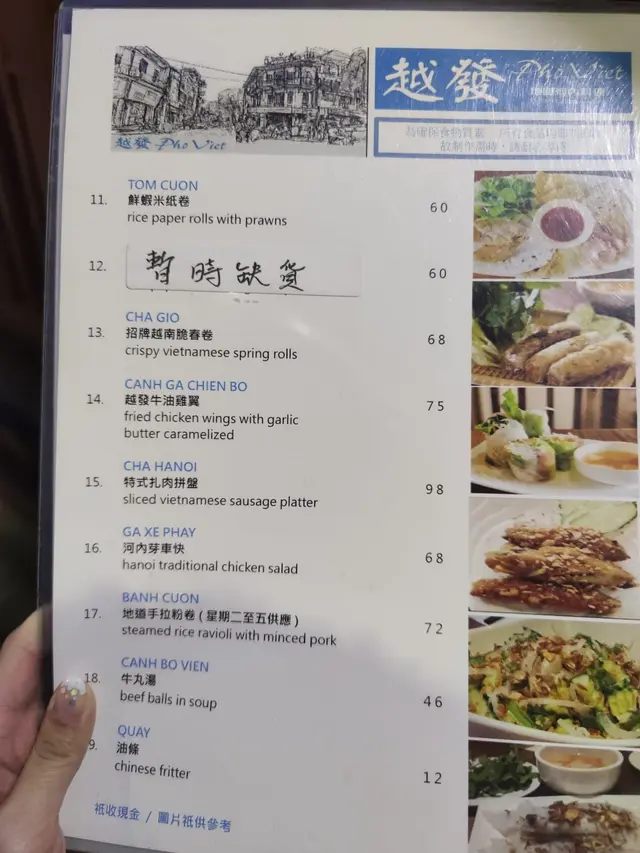 越發 Pho Viet
越發 Pho Viet
11.
TOM CUON
鮮蝦米紙卷
rice paper rolls with prawns
60
12.
暫時缺货
60
13.
CHA GIO
招牌越南脆春卷
crispy vietnamese spring rolls
68
14.
CANH GA CHIEN BO
越發牛油雞翼
fried chicken wings with garlic
butter caramelized
75
15.
CHA HANOI
特式扎肉拼盤
sliced vietnamese sausage platter
98
16.
GA XE PHAY
河內芽車快
hanoi traditional chicken salad
68
17.
BANH CUON
地道手拉粉卷 ( 星期二至五供應 )
steamed rice ravioli with minced pork
72
18.
CANH BO VIEN
牛丸湯
beef balls in soup
46
9.
QUAY
油條
chinese fritter
12
祗收現金 / 圖片祗供參考